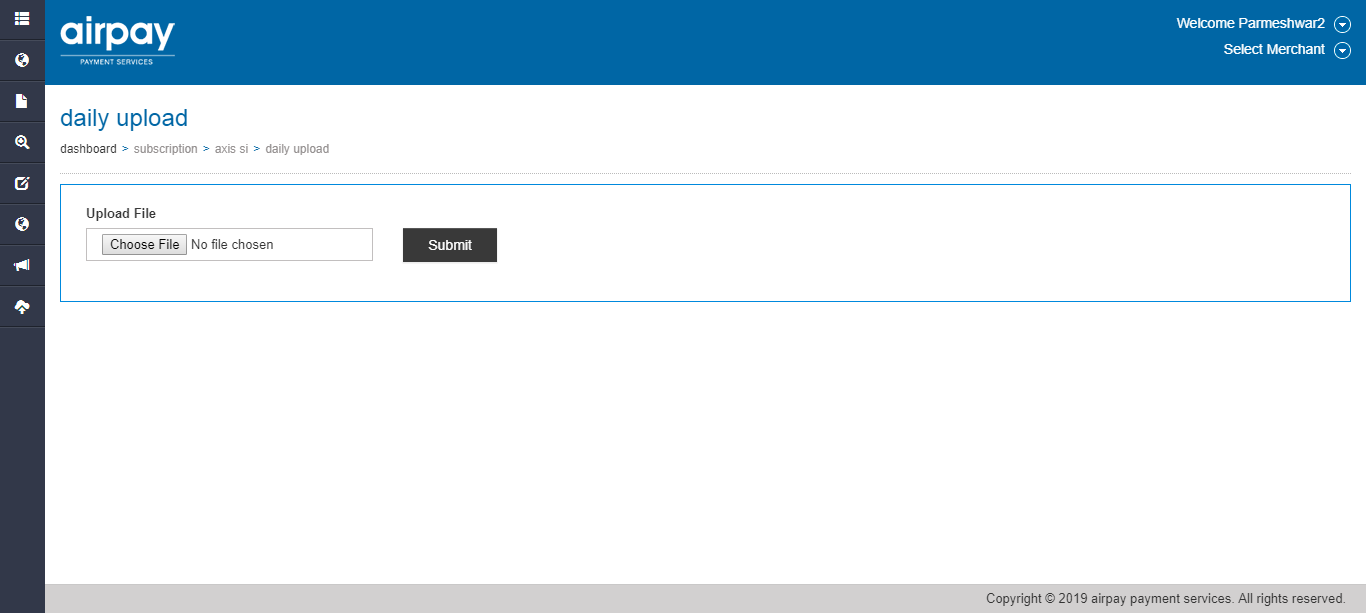 airpay
PAYMENT SERVICES
Welcome Parmeshwar2
Select Merchant
daily upload
dashboard > subscription > axis si > daily upload
Upload File
Choose File No file chosen
Submit
Copyright © 2019 airpay payment services. All rights reserved.